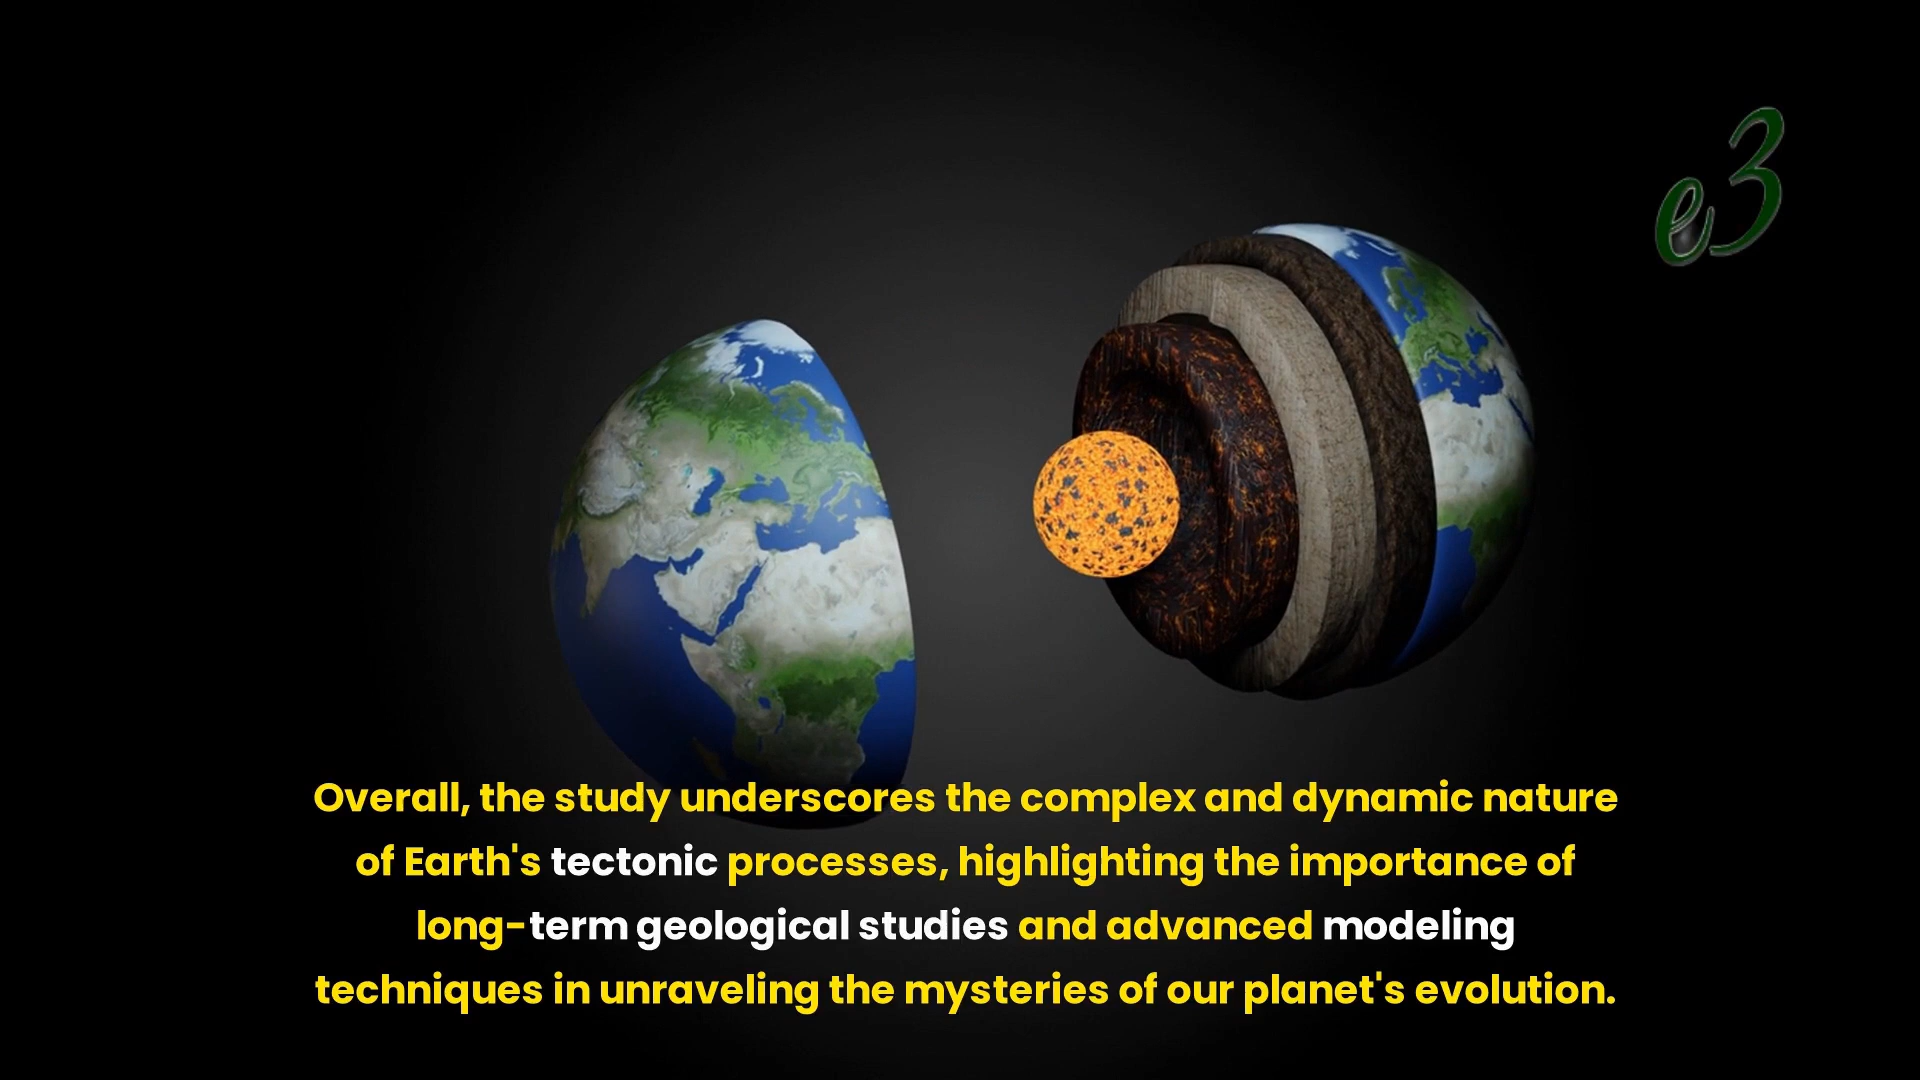 e3
Overall, the study underscores the complex and dynamic nature
of Earth's tectonic processes, highlighting the importance of
long-term geological studies and advanced modeling
techniques in unraveling the mysteries of our planet's evolution.